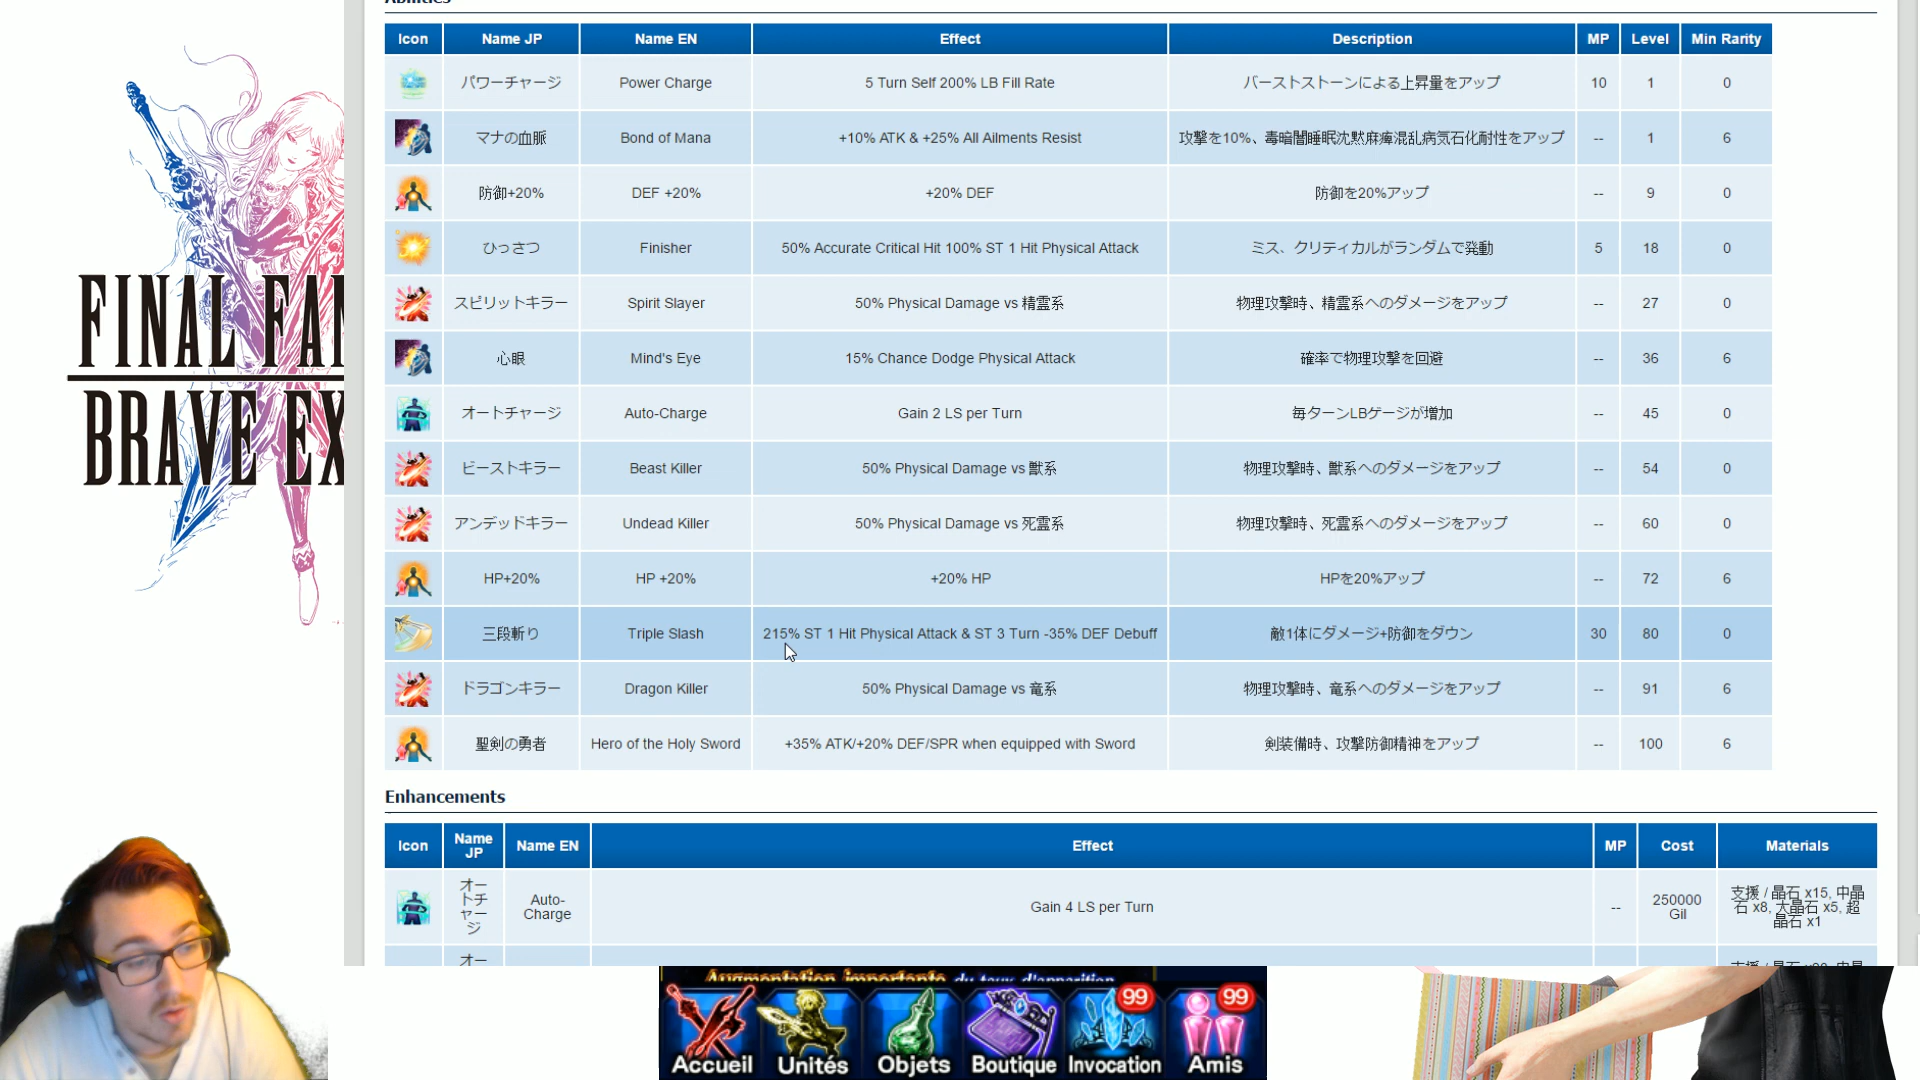 Abilities
Icon Name JP Name EN Effect Description MP Level Min Rarity
パワーチャージ Power Charge 5 Turn Self 200% LB Fill Rate バーストストーンによる上昇量をアップ 10 1 0
マナの血脈 Bond of Mana +10% ATK & +25% All Ailments Resist 攻撃を10%、毒暗闇睡眠沈黙麻痺混乱病気石化耐性をアップ -- 1 6
防御+20% DEF +20% +20% DEF 防御を20%アップ -- 9 0
ひっさつ Finisher 50% Accurate Critical Hit 100% ST 1 Hit Physical Attack ミス、クリティカルがランダムで発動 5 18 0
スピリットキラー Spirit Slayer 50% Physical Damage vs 精霊系 物理攻撃時、精霊系へのダメージをアップ -- 27 0
心眼 Mind's Eye 15% Chance Dodge Physical Attack 確率で物理攻撃を回避 -- 36 6
オートチャージ Auto-Charge Gain 2 LS per Turn 毎ターンLBゲージが増加 -- 45 0
ビーストキラー Beast Killer 50% Physical Damage vs 獣系 物理攻撃時、獣系へのダメージをアップ -- 54 0
アンデッドキラー Undead Killer 50% Physical Damage vs 死霊系 物理攻撃時、死霊系へのダメージをアップ -- 60 0
HP+20% HP +20% +20% HP HPを20%アップ -- 72 6
三段斬り Triple Slash 215% ST 1 Hit Physical Attack & ST 3 Turn -35% DEF Debuff 敵1体にダメージ+防御をダウン 30 80 0
ドラゴンキラー Dragon Killer 50% Physical Damage vs 竜系 物理攻撃時、竜系へのダメージをアップ -- 91 6
聖剣の勇者 Hero of the Holy Sword +35% ATK/+20% DEF/SPR when equipped with Sword 剣装備時、攻撃防御精神をアップ -- 100 6
FINAL FAN
BRAVE EX
Enhancements
Icon Name JP Name EN Effect MP Cost Materials
オー
トチ
ャー
ジ
Auto-
Charge
Gain 4 LS per Turn
--
250000
Gil
支援 / 晶石 x15, 中晶
石 x8, 大晶石 x5, 超
晶石 x1
オー
Augmentation importante du taux d'apparition
99 99
Accueil Unités Objets Boutique Invocation Amis